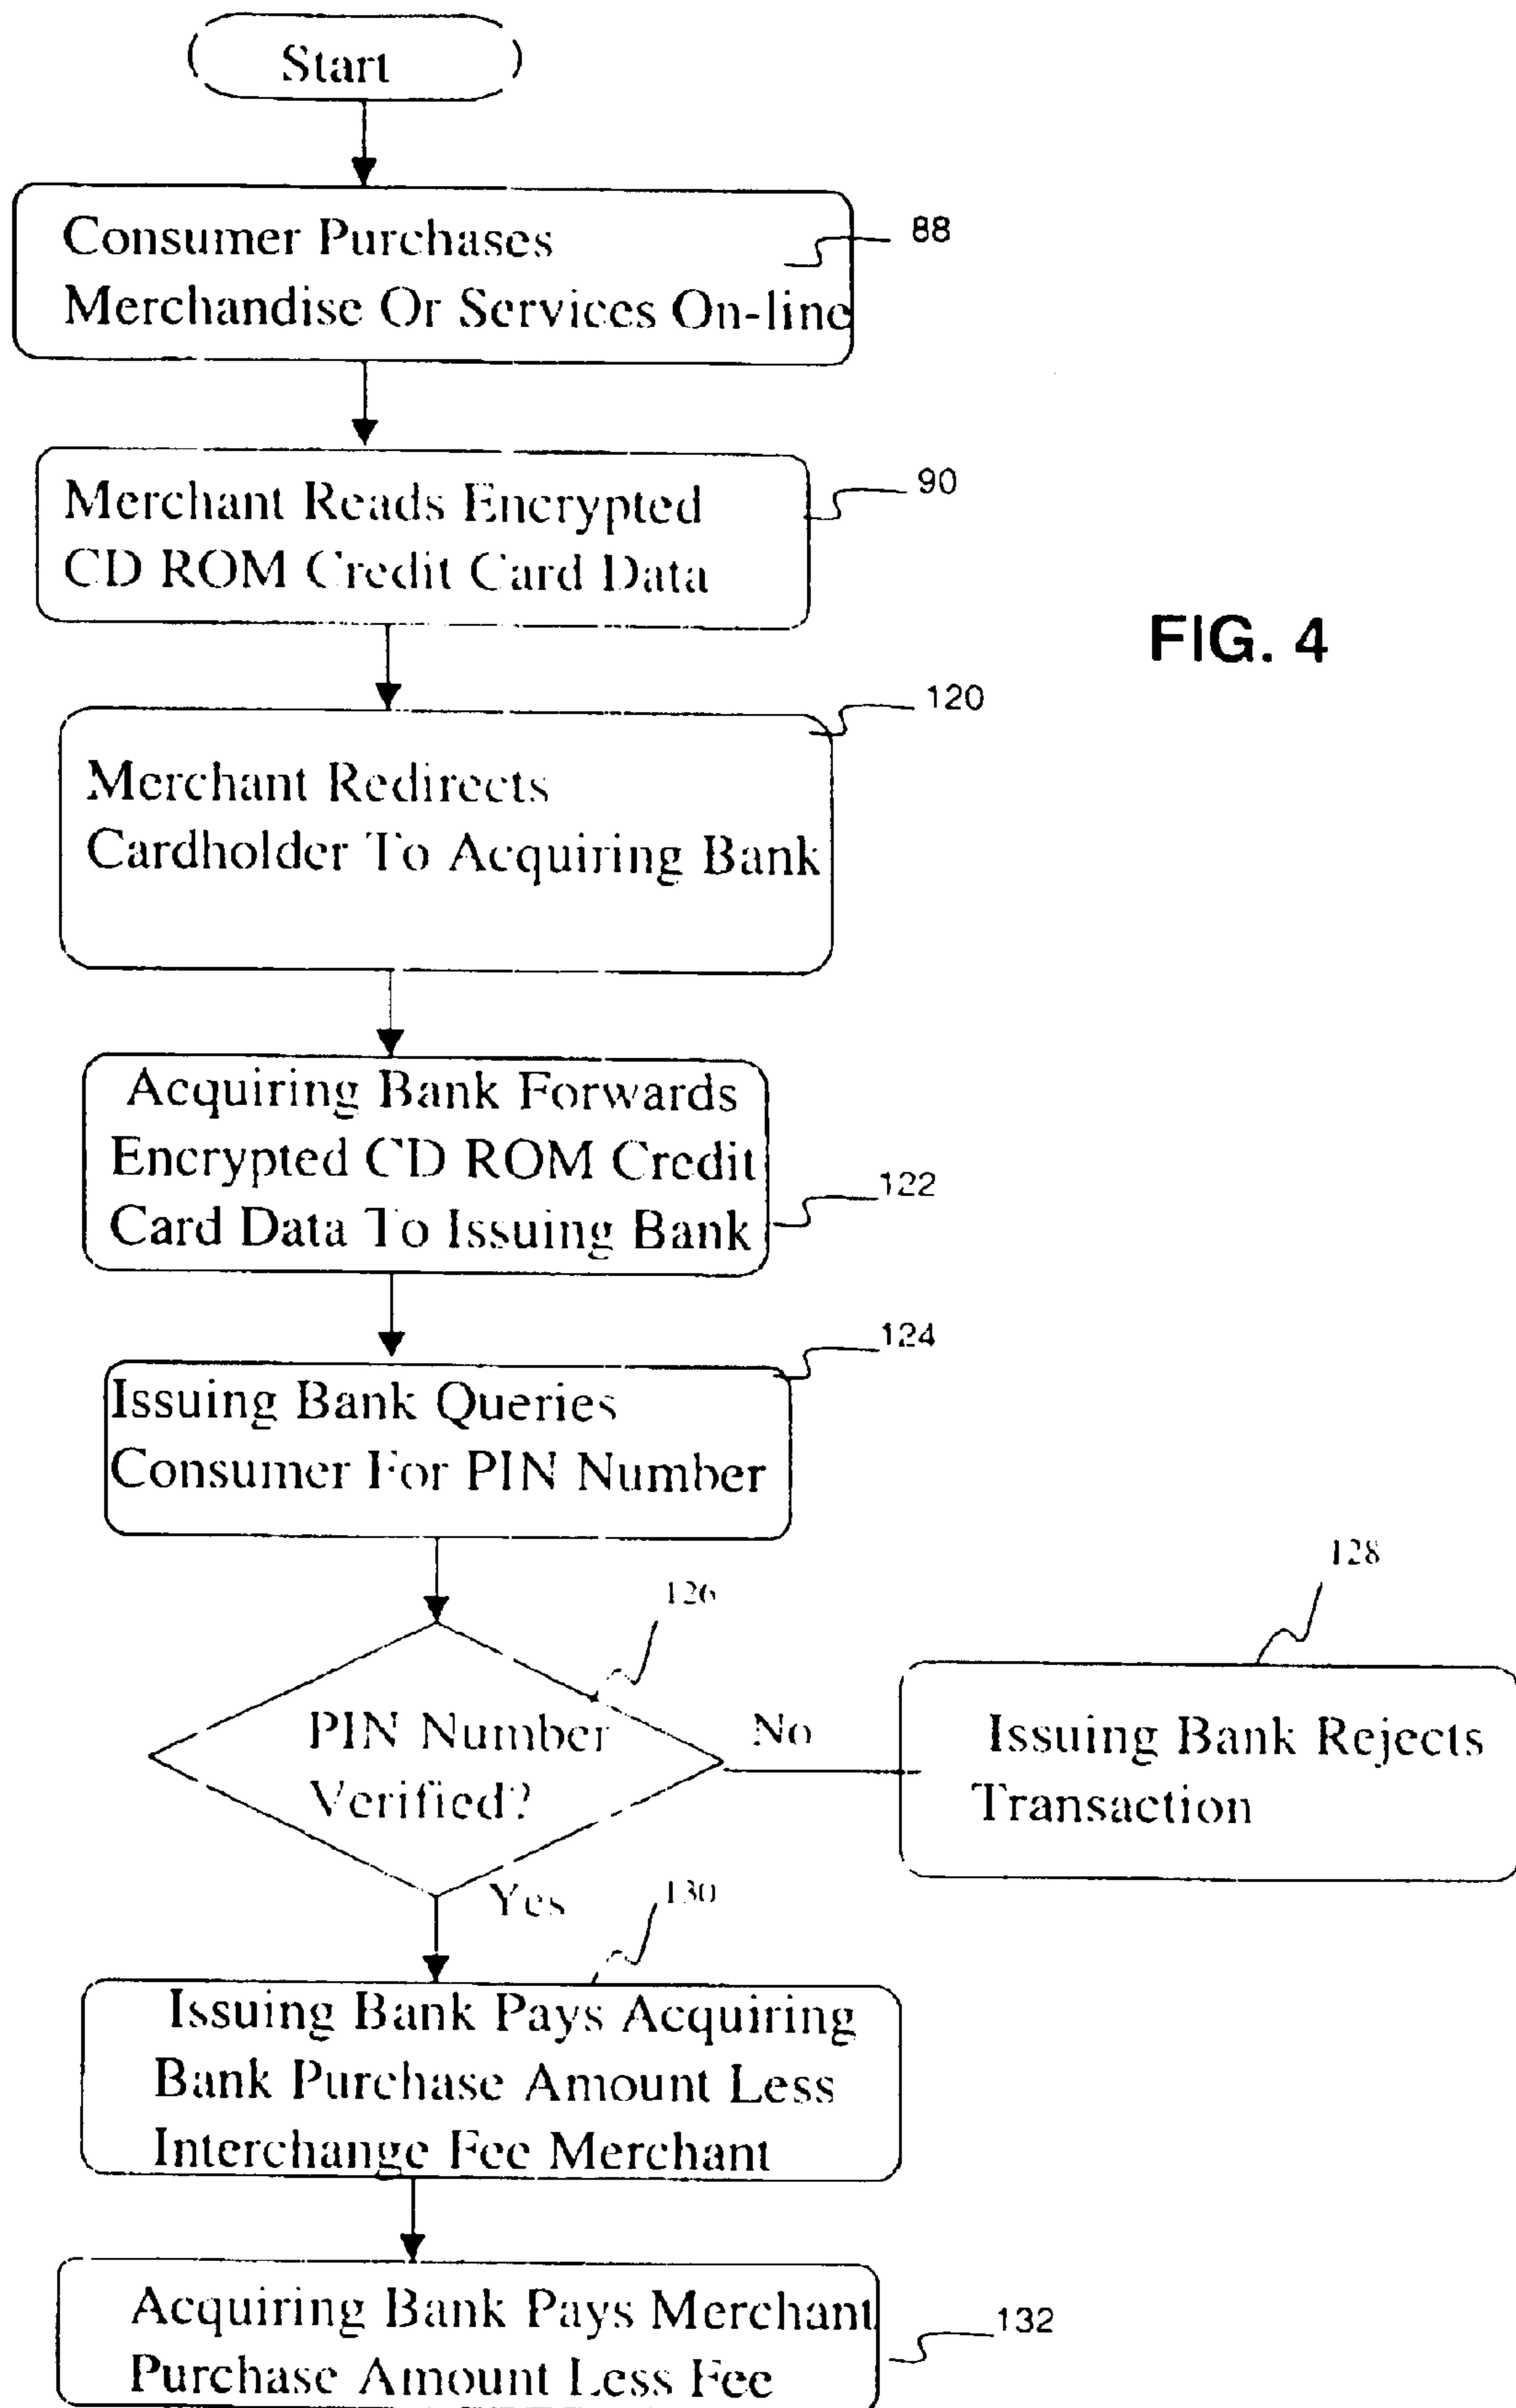 Start
Consumer Purchases
Merchandise Or Services On-line
88
Merchant Reads Encrypted
CD ROM Credit Card Data
90
FIG. 4
120
Merchant Redirects
Cardholder To Acquiring Bank
Acquiring Bank Forwards
Encrypted CD ROM Credit
Card Data To Issuing Bank
122
124
Issuing Bank Queries
Consumer For PIN Number
128
126
PIN Number
Verified?
No
Issuing Bank Rejects
Transaction
Yes
130
Issuing Bank Pays Acquiring
Bank Purchase Amount Less
Interchange Fee Merchant
Acquiring Bank Pays Merchant
Purchase Amount Less Fee
132